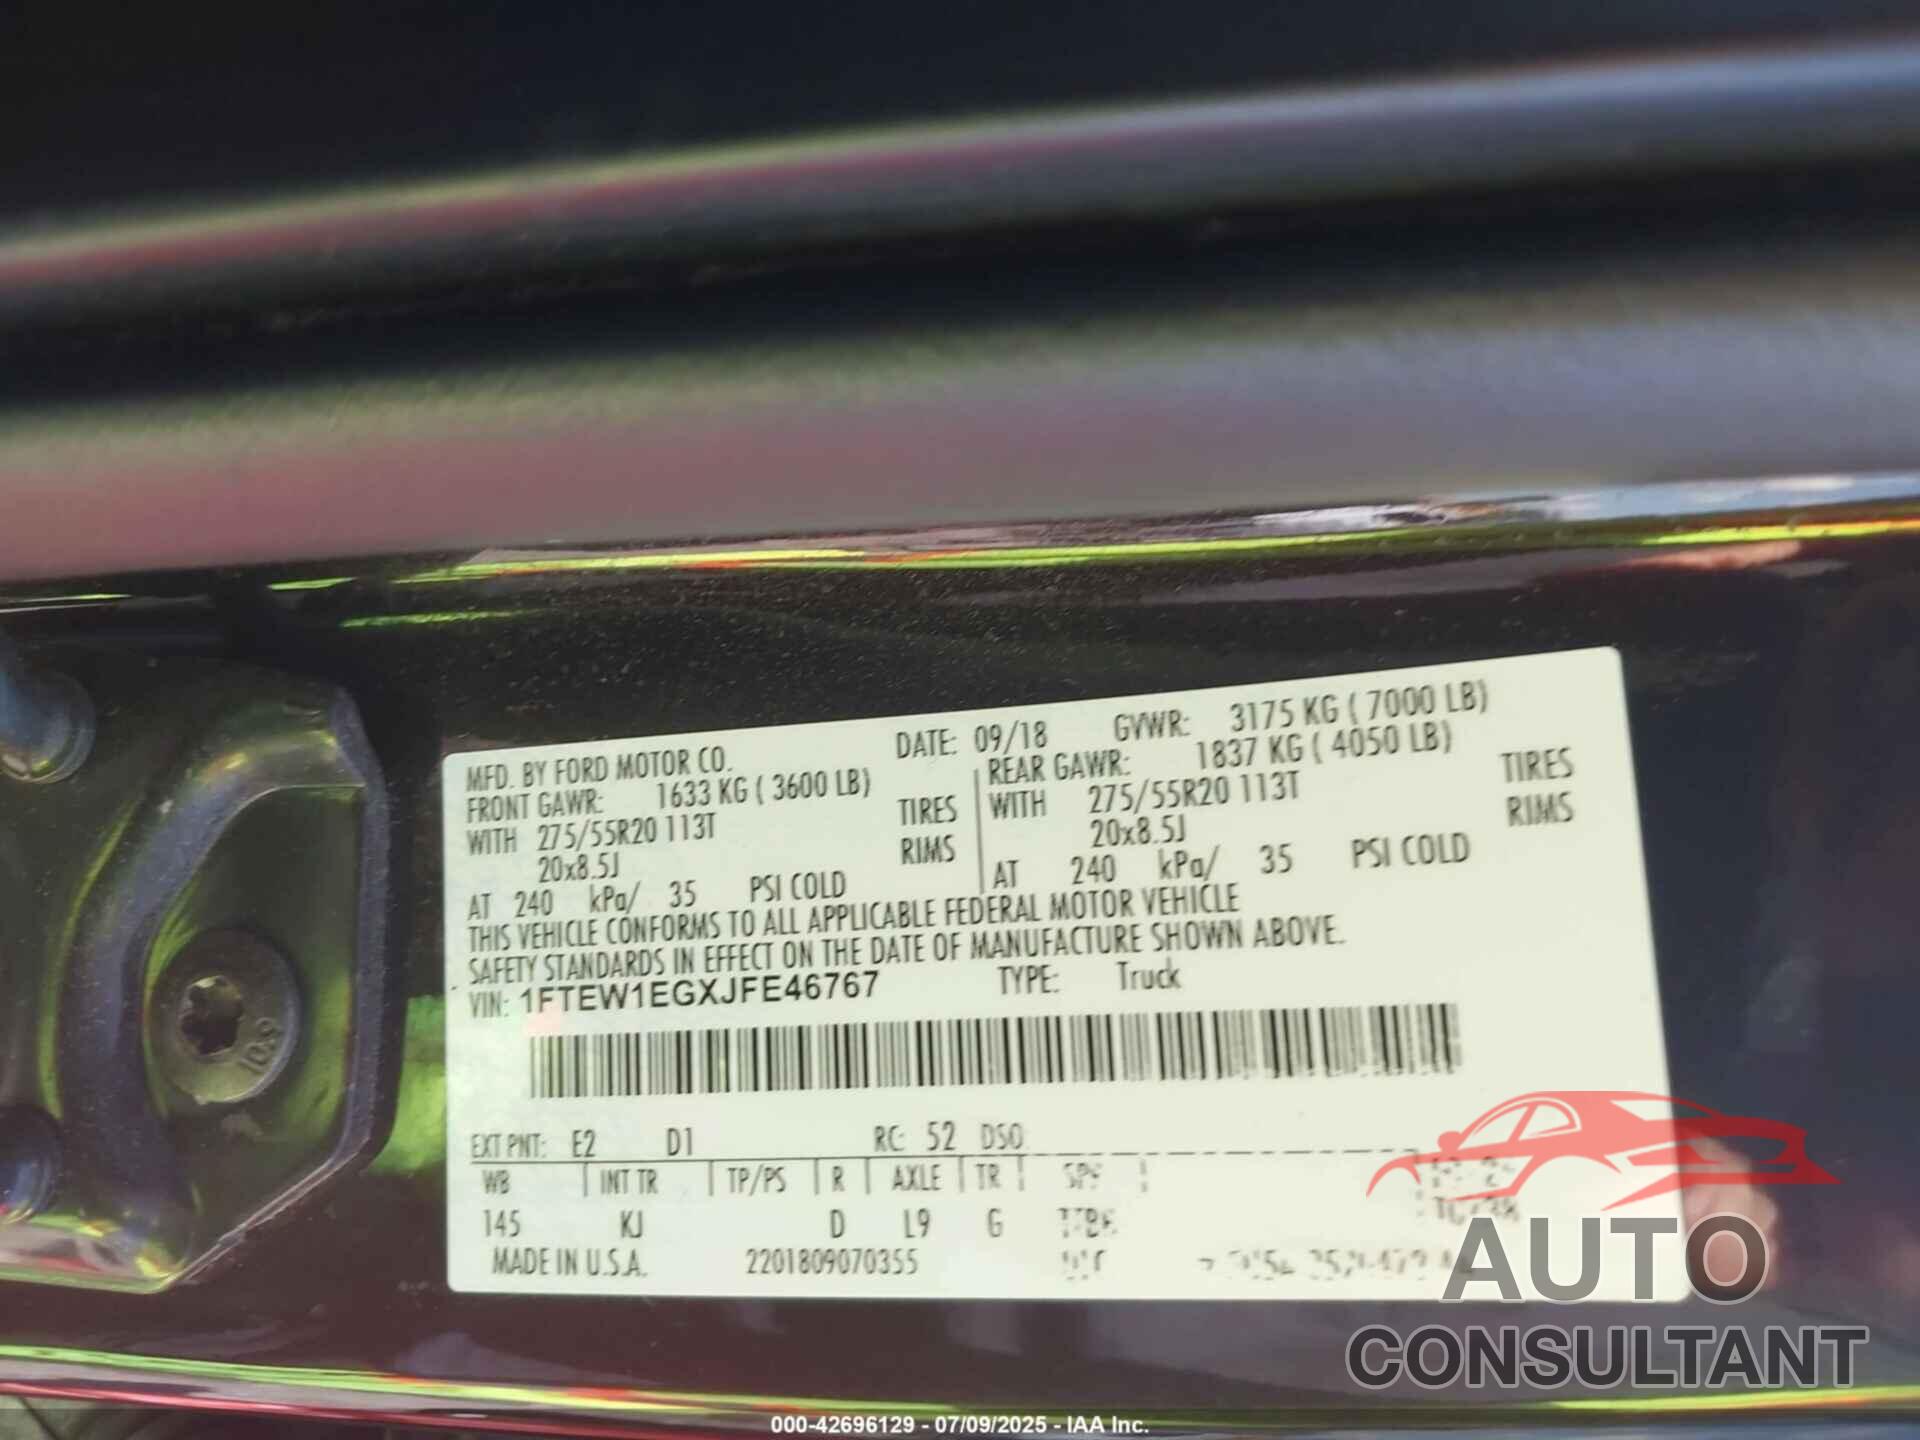 MFD. BY FORD MOTOR CO.
DATE: 09/18
GVWR: 3175 KG ( 7000 LB)
FRONT GAWR: 1633 KG ( 3600 LB)
REAR GAWR: 1837 KG ( 4050 LB)
WITH 275/55R20 113T TIRES
WITH 275/55R20 113T TIRES
20x8.5J RIMS
20x8.5J RIMS
AT 240 kPa/ 35 PSI COLD
AT 240 kPa/ 35 PSI COLD
THIS VEHICLE CONFORMS TO ALL APPLICABLE FEDERAL MOTOR VEHICLE
SAFETY STANDARDS IN EFFECT ON THE DATE OF MANUFACTURE SHOWN ABOVE.
VIN: 1FTEW1EGXJFE46767 TYPE: Truck
EXT PNT: E2 D1 RC: 52 DSO
WB INT TR TP/PS R AXLE TR SPR
145 KJ D L9 G
MADE IN U.S.A. 2201809070355
10.9
AUTO
CONSULTANT
000-42696129 - 07/09/2025 - IAA Inc.